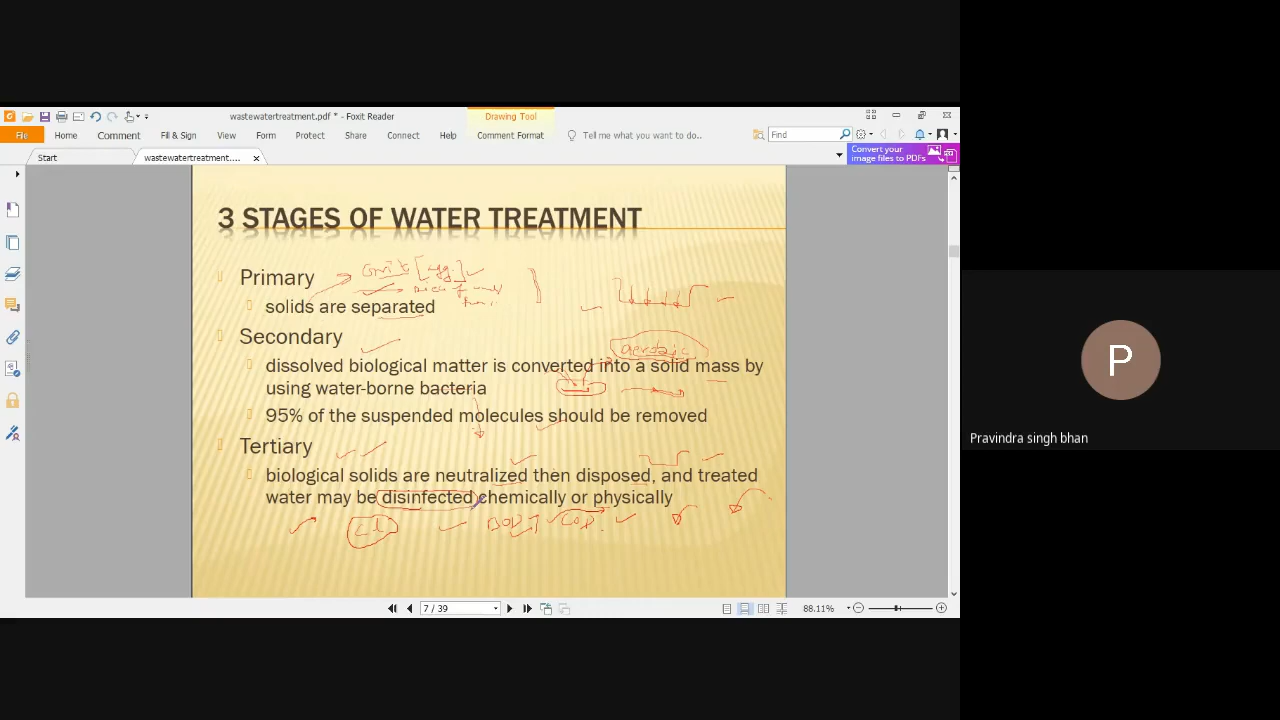 wastewatertreatment.pdf * - Foxit Reader
Drawing Tool
File Home Comment Fill & Sign View Form Protect Share Connect Help Comment Format Tell me what you want to do.. Find
Start wastewatertreatment....
Convert your
image files to PDFs
3 STAGES OF WATER TREATMENT
Primary
solids are separated
Secondary
aerobic
dissolved biological matter is converted into a solid mass by
using water-borne bacteria
95% of the suspended molecules should be removed
Tertiary
biological solids are neutralized then disposed, and treated
water may be disinfected chemically or physically
BOD COD
7 / 39
88.11%
P
Pravindra singh bhan